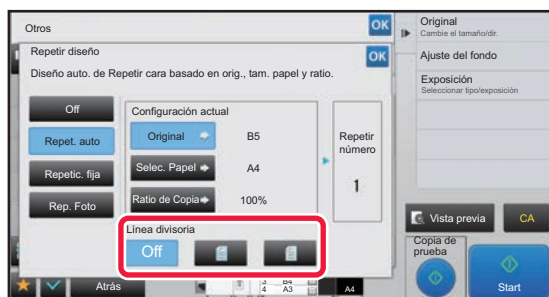 Otros
OK
Repetir diseño
OK
Diseño auto. de Repetir cara basado en orig., tam. papel y ratio.
Off
Repet. auto
Repetic. fija
Rep. Foto
Configuración actual
Original
B5
Selec. Papel
A4
Ratio de Copia
100%
Repetir
número
1
Línea divisoria
Off
Atrás
3 B4
4 A3
A4
Original
Cambie el tamaño/dir.
Ajuste del fondo
Exposición
Seleccionar tipo/exposición
Vista previa
CA
Copia de
prueba
Start